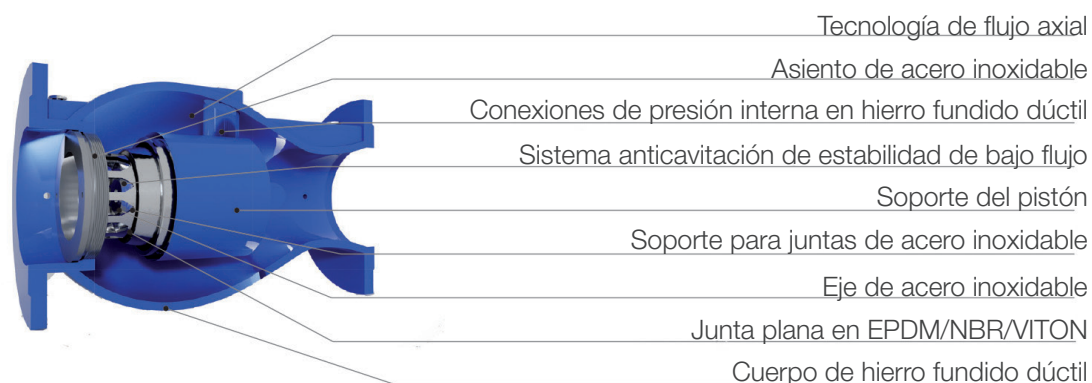 Tecnología de flujo axial
Asiento de acero inoxidable
Conexiones de presión interna en hierro fundido dúctil
Sistema anticavitación de estabilidad de bajo flujo
Soporte del pistón
Soporte para juntas de acero inoxidable
Eje de acero inoxidable
Junta plana en EPDM/NBR/VITON
Cuerpo de hierro fundido dúctil